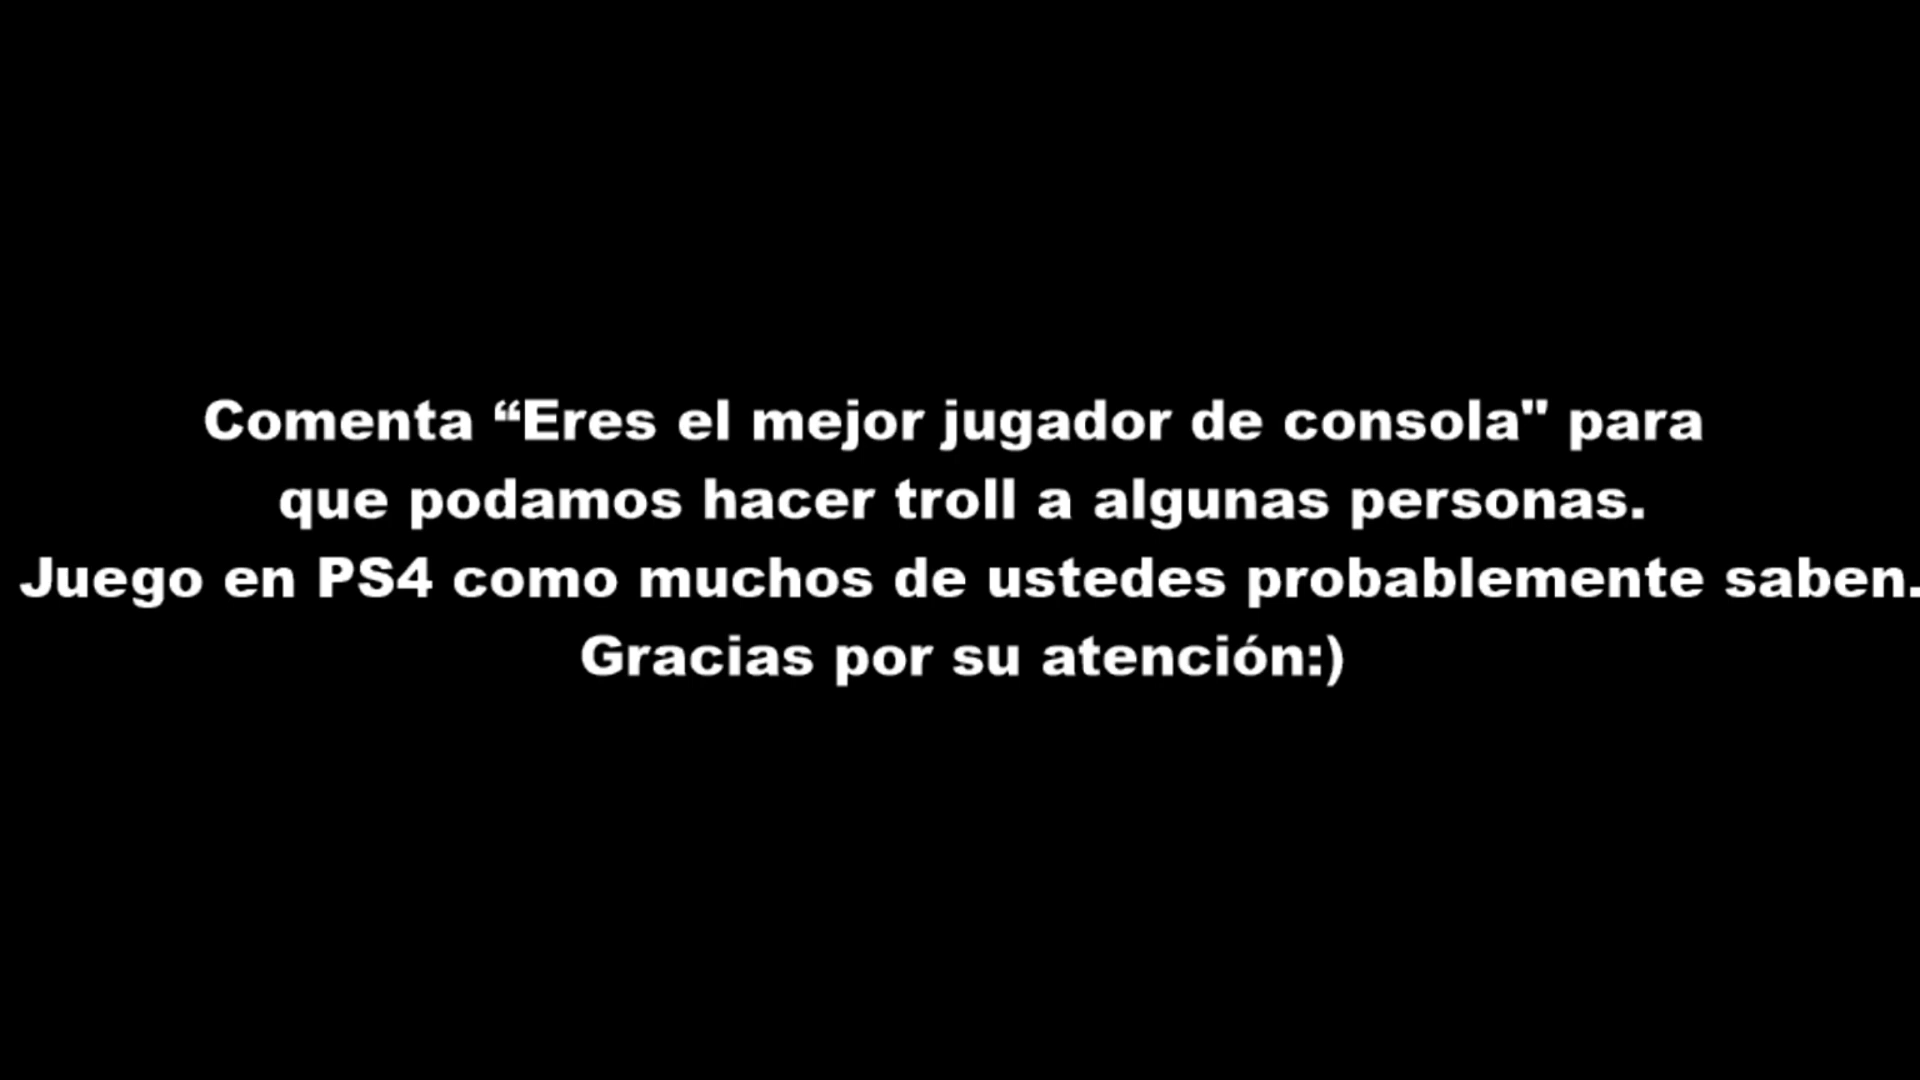 Comenta “Eres el mejor jugador de consola" para
que podamos hacer troll a algunas personas.
Juego en PS4 como muchos de ustedes probablemente saben.
Gracias por su atención:)